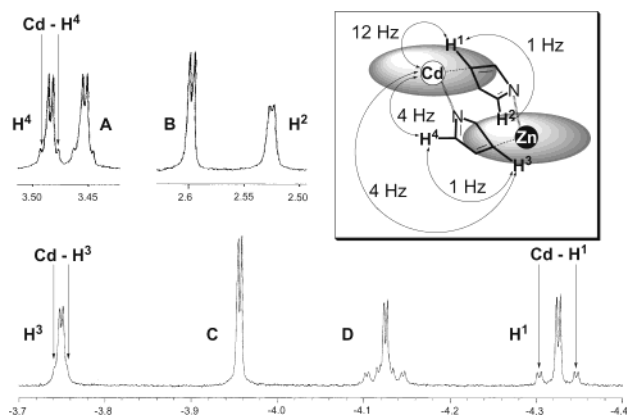 Cd - H⁴
H⁴
A
B
H²
3.50 3.45 2.6 2.55 2.50
12 Hz
H¹
1 Hz
Cd
N
H²
4 Hz
N
Zn
H⁴
H³
4 Hz
1 Hz
Cd - H³
H³
C
D
Cd - H¹
H¹
-3.7 -3.8 -3.9 -4.0 -4.1 -4.2 -4.3 -4.4